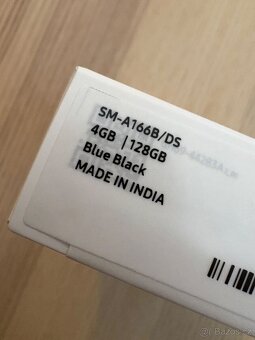 SM-A166B/DS
4GB | 128GB
Blue Black
MADE IN INDIA